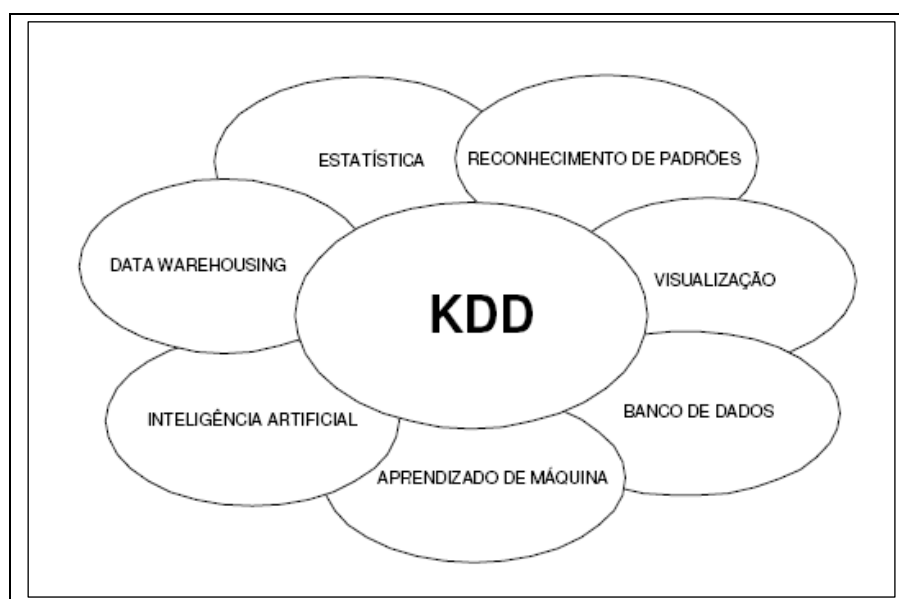 ESTATÍSTICA
RECONHECIMENTO DE PADRÕES
DATA WAREHOUSING
VISUALIZAÇÃO
KDD
INTELIGÊNCIA ARTIFICIAL
BANCO DE DADOS
APRENDIZADO DE MÁQUINA